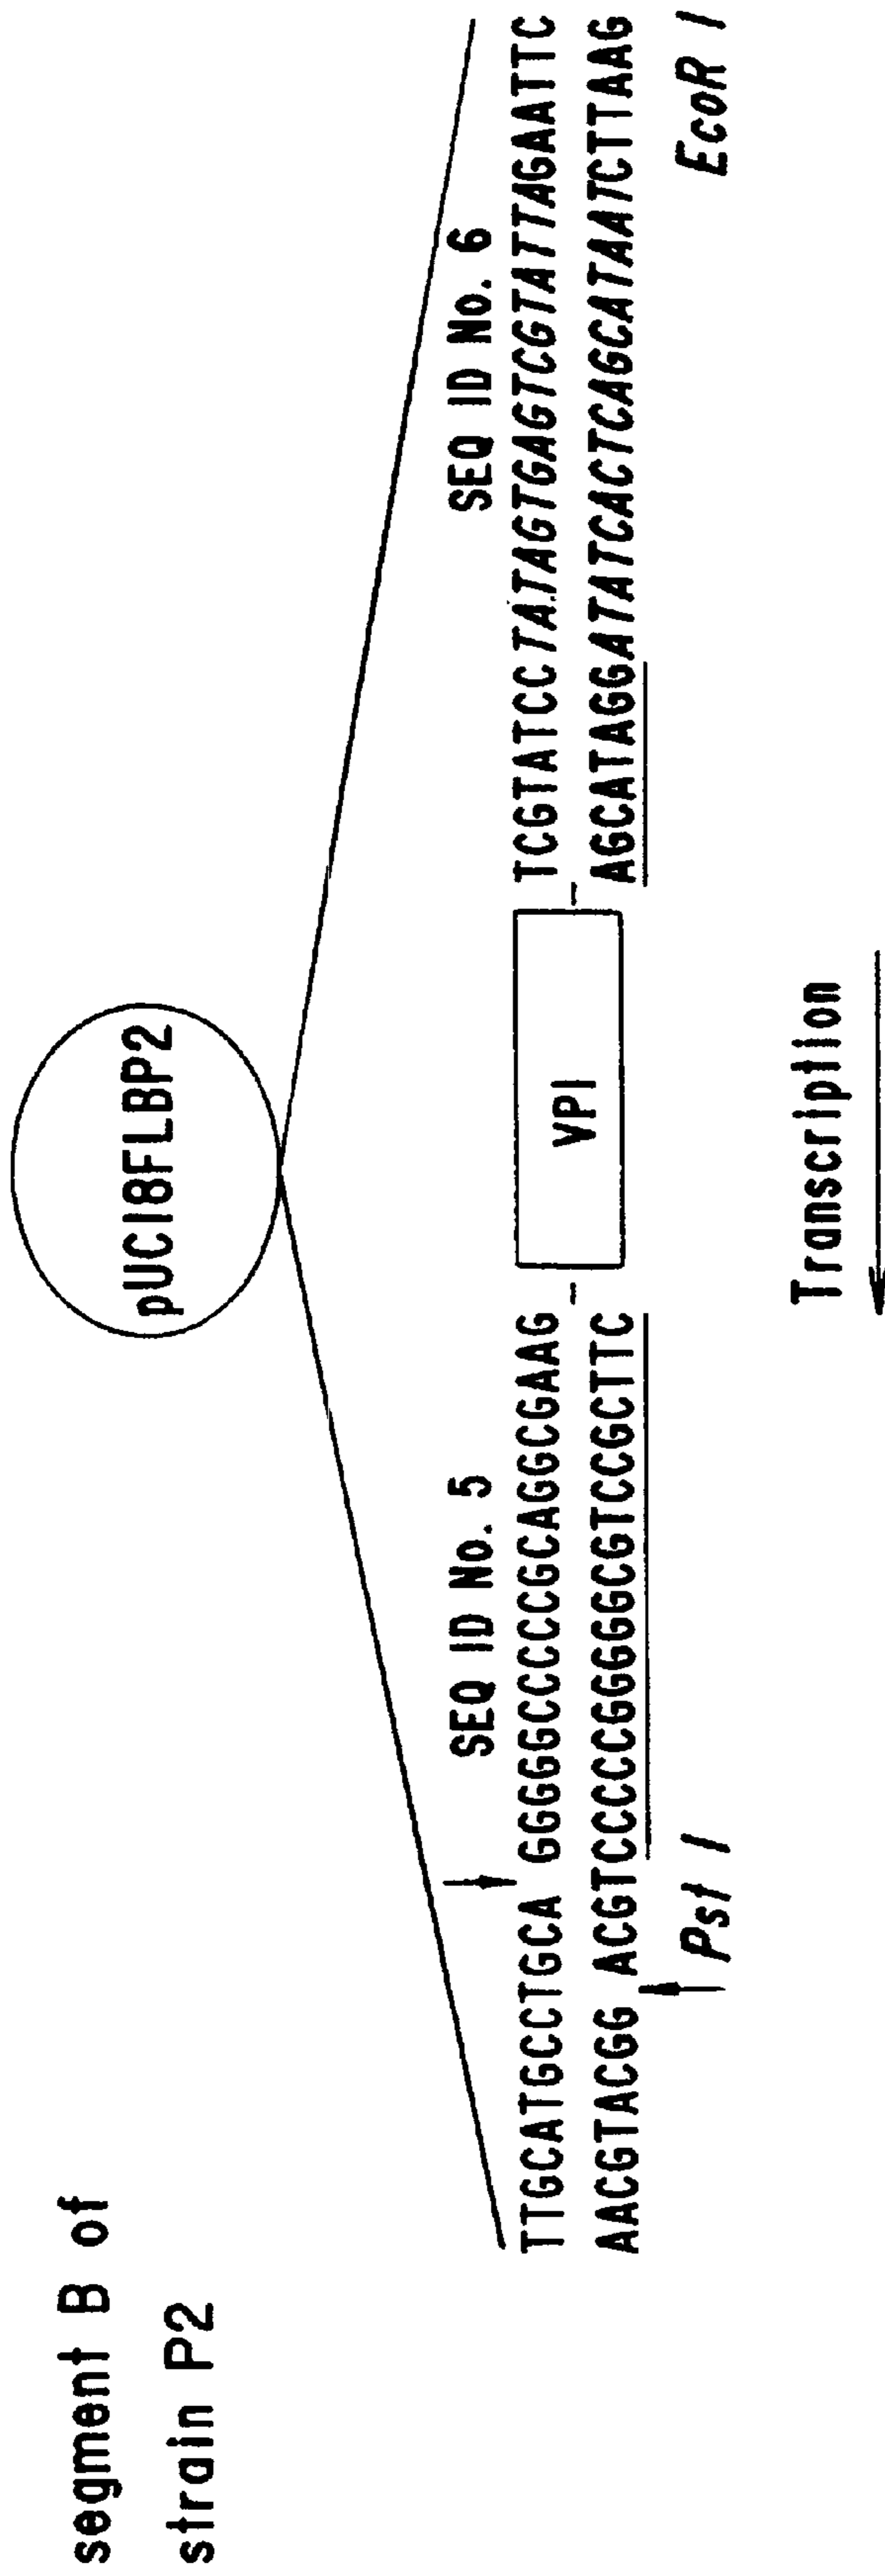 segment B of
strain P2
pUC18FLBP2
SEQ ID No. 5
SEQ ID No. 6
TTGCATGCCTGCA GGGGGCCCCCGCAGGCGAAG
TCGTATCCTATAGTGAGTCGTATTAGAATTC
VP1
AACGTACGG ACGTCCCCCGGGGGCGTCCGCTTC
AGCATAGGATATCACTCAGCATAATCTTAAG
Pst I
EcoR I
Transcription